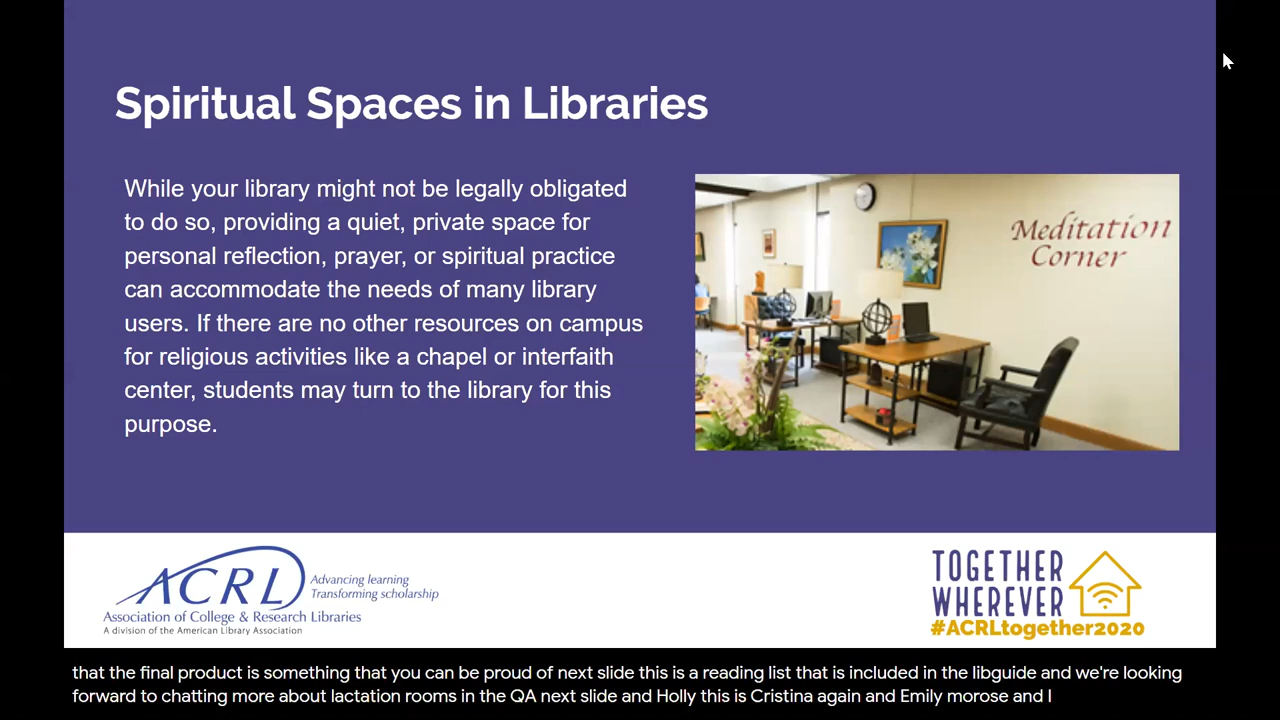 Spiritual Spaces in Libraries
While your library might not be legally obligated
to do so, providing a quiet, private space for
personal reflection, prayer, or spiritual practice
can accommodate the needs of many library
users. If there are no other resources on campus
for religious activities like a chapel or interfaith
center, students may turn to the library for this
purpose.
Meditation
Corner
ACRL
Advancing learning
Transforming scholarship
Association of College & Research Libraries
A division of the American Library Association
TOGETHER
WHEREVER
#ACRLtogether2020
that the final product is something that you can be proud of next slide this is a reading list that is included in the libguide and we're looking
forward to chatting more about lactation rooms in the QA next slide and Holly this is Cristina again and Emily morose and I